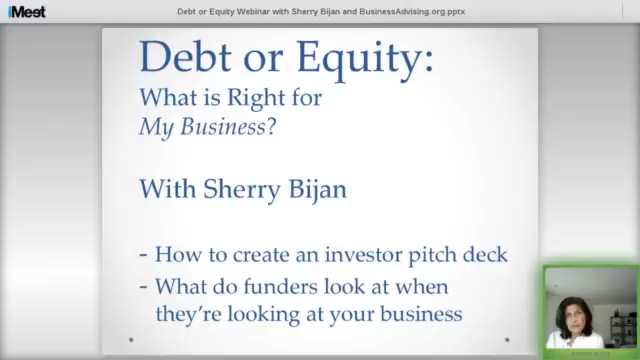 iMeet
Debt or Equity Webinar with Sherry Bijan and BusinessAdvising.org.pptx
Debt or Equity:
What is Right for
My Business?
With Sherry Bijan
- How to create an investor pitch deck
- What do funders look at when
they're looking at your business